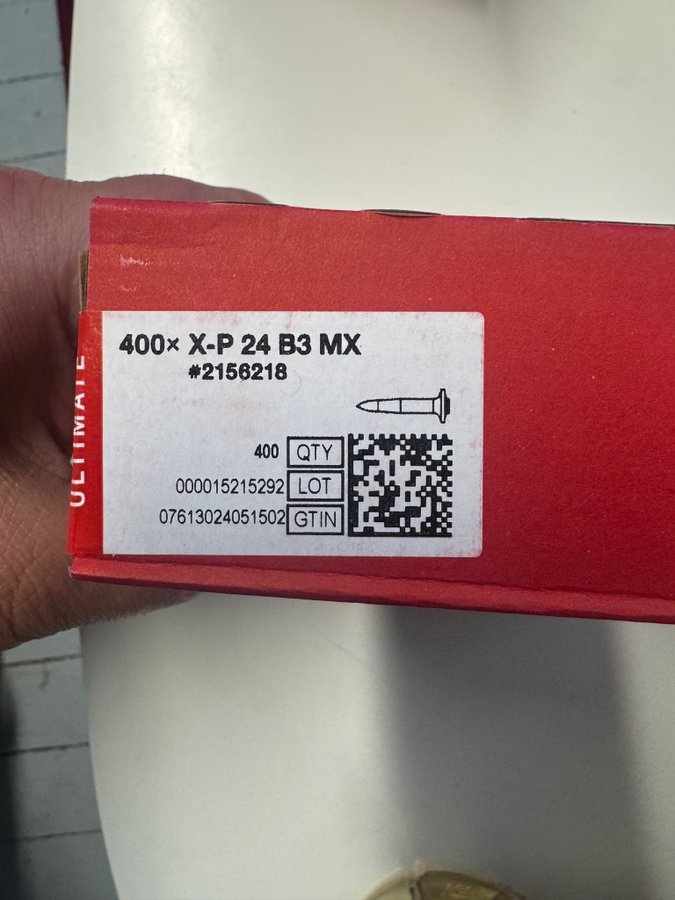 400× X-P 24 B3 MX
#2156218
400 QTY
000015215292 LOT
07613024051502 GTIN
ULTIMATE